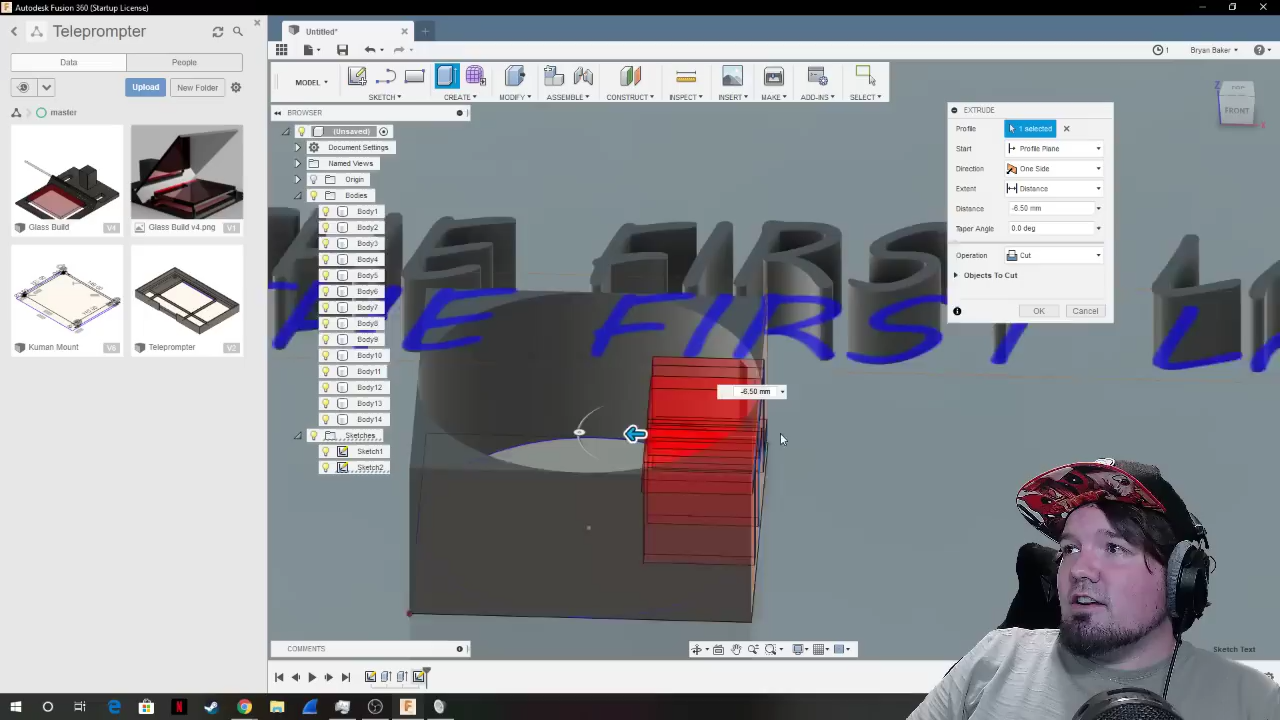 Autodesk Fusion 360 (Startup License)
Teleprompter
Data
People
Upload
New Folder
master
Glass Build
V4
Glass Build v4.png
V1
Kuman Mount
V6
Teleprompter
V2
Untitled*
1
Bryan Baker
MODEL
SKETCH
CREATE
MODIFY
ASSEMBLE
CONSTRUCT
INSPECT
INSERT
MAKE
ADD-INS
SELECT
BROWSER
(Unsaved)
Document Settings
Named Views
Origin
Bodies
Body1
Body2
Body3
Body4
Body5
Body6
Body7
Body8
Body9
Body10
Body11
Body12
Body13
Body14
Sketches
Sketch1
Sketch2
THE FIRST L
EXTRUDE
Profile
1 selected
Start
Profile Plane
Direction
One Side
Extent
Distance
Distance
-6.50 mm
Taper Angle
0.0 deg
Operation
Cut
Objects To Cut
OK
Cancel
-6.50 mm
Z
TOP
FRONT
X
COMMENTS
Sketch Text